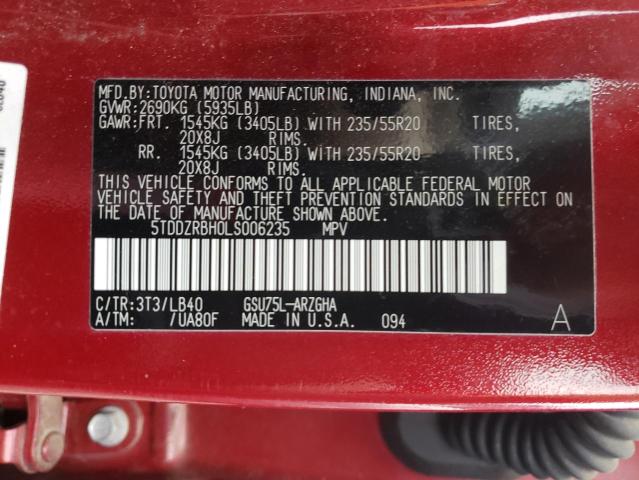 MFD.BY:TOYOTA MOTOR MANUFACTURING, INDIANA, INC.
GVWR:2690KG (5935LB)
GAWR:FRT. 1545KG (3405LB) WITH 235/55R20 TIRES,
20X8J RIMS.
RR. 1545KG (3405LB) WITH 235/55R20 TIRES,
20X8J RIMS.
THIS VEHICLE CONFORMS TO ALL APPLICABLE FEDERAL MOTOR
VEHICLE SAFETY AND THEFT PREVENTION STANDARDS IN EFFECT ON
THE DATE OF MANUFACTURE SHOWN ABOVE.
5TDDZRBH0LS006235 MPV
C/TR:3T3/LB40 GSU75L-ARZGHA
A/TM: /UA80F MADE IN U.S.A. 094 A